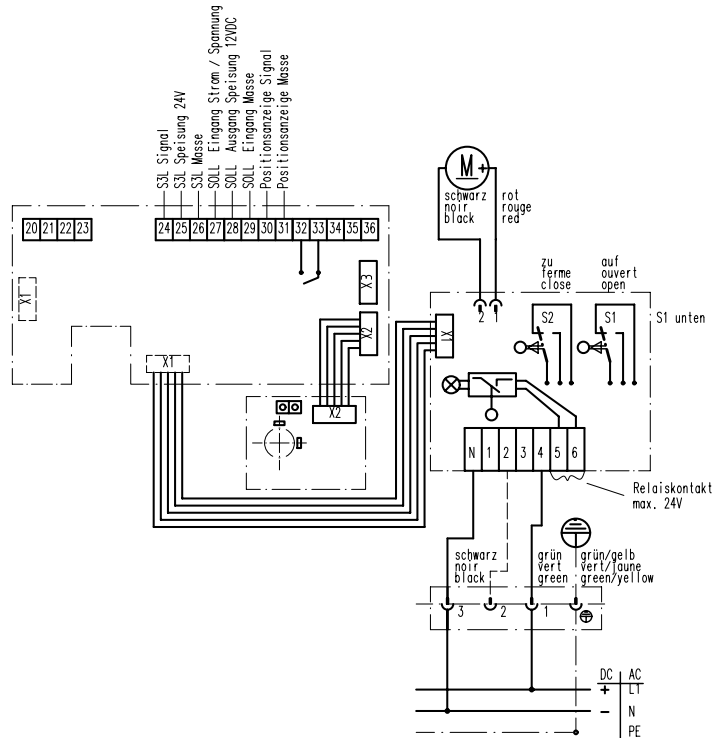 S3L Signal
S3L Speisung 24V
S3L Masse
SOLL Eingang Strom / Spannung
SOLL Ausgang Speisung 12VDC
SOLL Eingang Masse
Positionsanzeige Signal
Positionsanzeige Masse
20 21 22 23
24 25 26 27 28 29 30 31 32 33 34 35 36
X1
X3
X2
X1
X2
M +
schwarz
noir
black
rot
rouge
red
2 1
zu
ferme
close
auf
ouvert
open
X1
S2
S1
S1 unten
N 1 2 3 4 5 6
Relaiskontakt
max. 24V
schwarz
noir
black
grün
vert
green
grün/gelb
vert/jaune
green/yellow
3 2 1
DC AC
+ L1
- N
PE